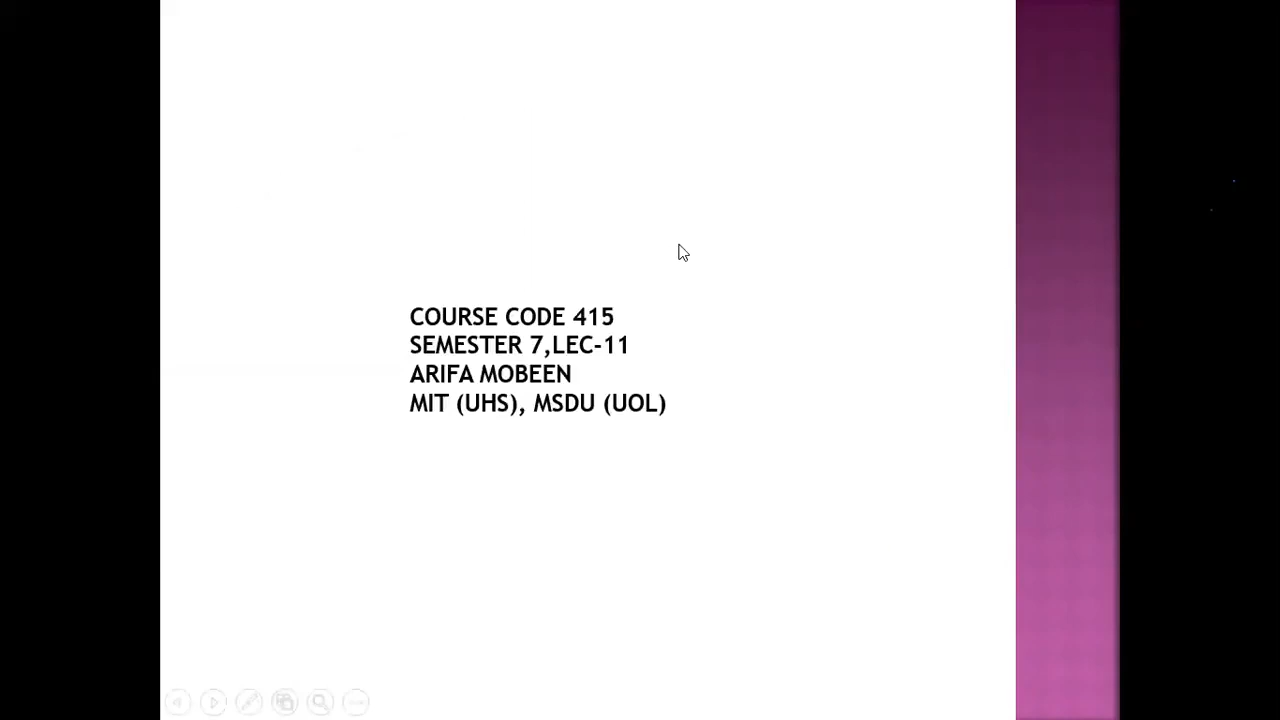 COURSE CODE 415
SEMESTER 7,LEC-11
ARIFA MOBEEN
MIT (UHS), MSDU (UOL)